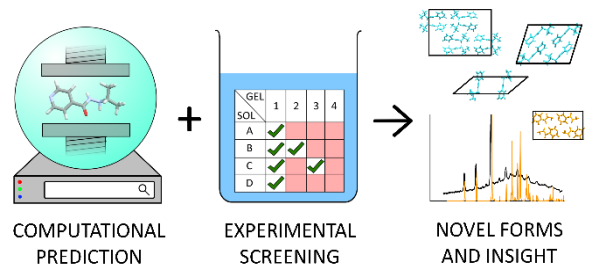 GEL
SOL
1 2 3 4
A
B
C
D
+
COMPUTATIONAL
PREDICTION
EXPERIMENTAL
SCREENING
NOVEL FORMS
AND INSIGHT